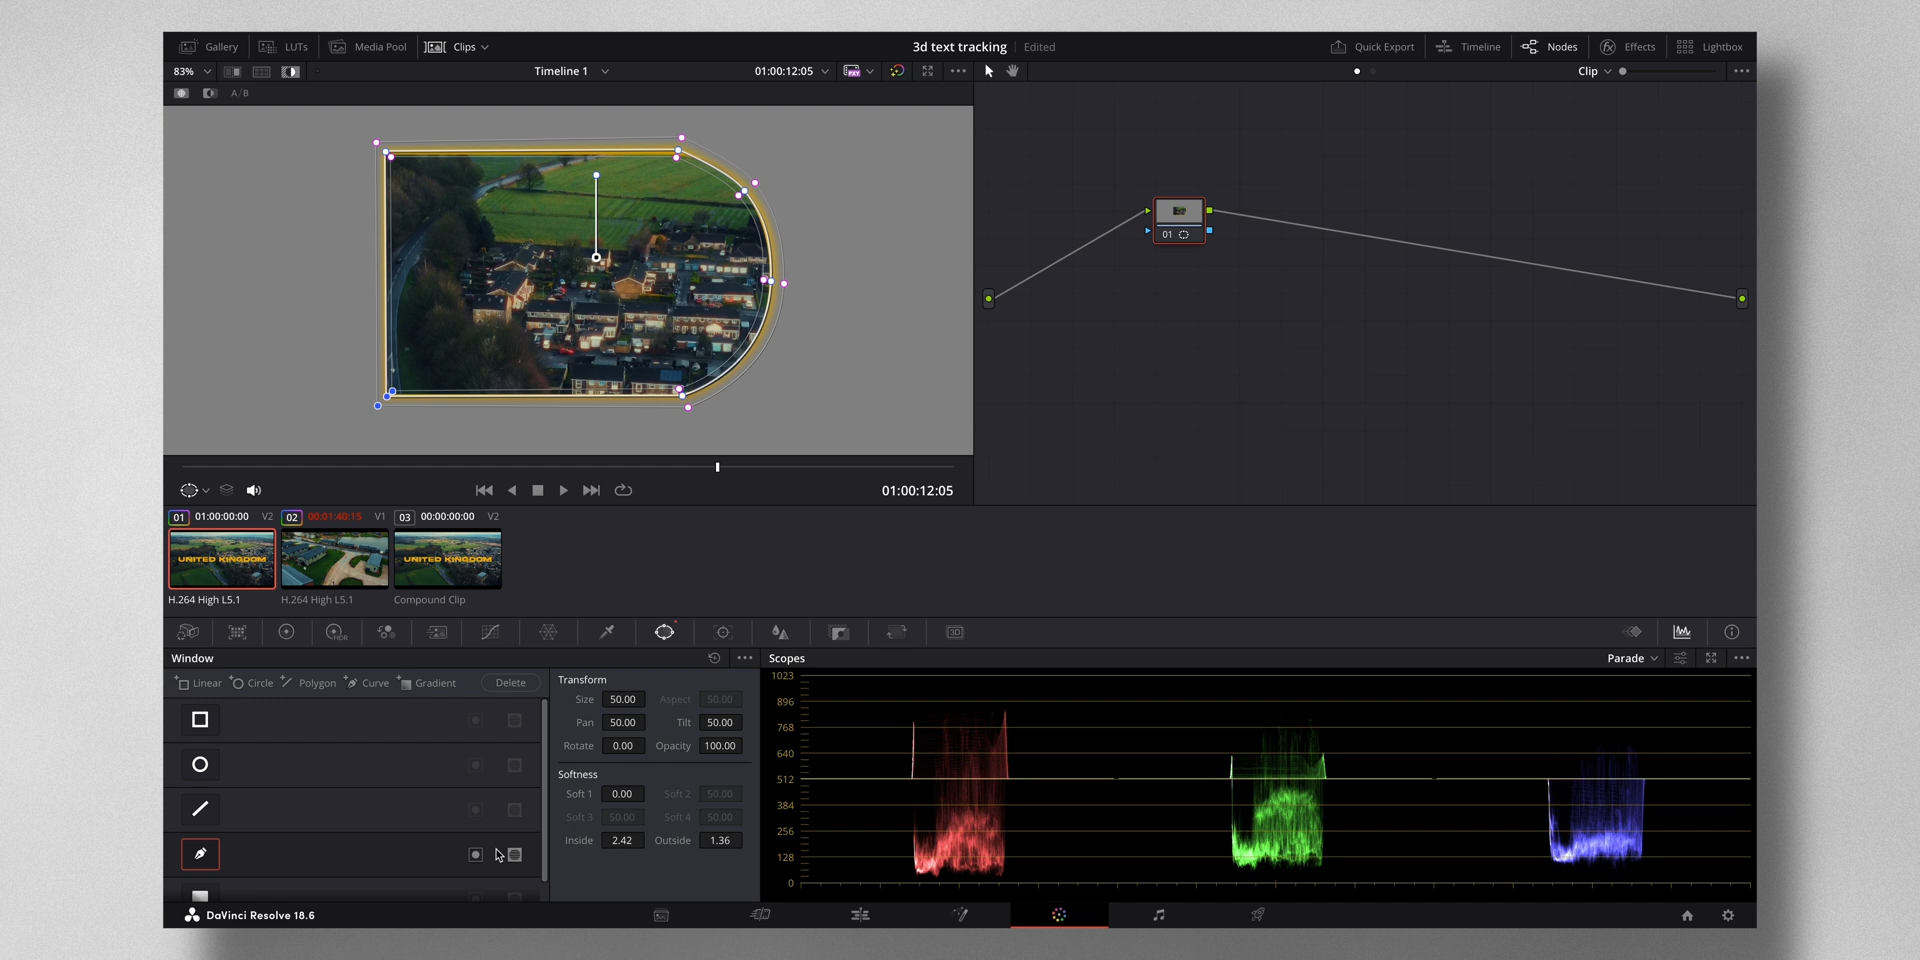 Gallery LUTs Media Pool Clips 3d text tracking Edited Quick Export Timeline Nodes Effects Lightbox
83% Timeline 1 01:00:12:05 PXY Clip
A/B
01
01:00:12:05
01 01:00:00:00 V2 02 00:01:40:15 V1 03 00:00:00:00 V2
UNITED KINGDOM UNITED KINGDOM
H.264 High L5.1 H.264 High L5.1 Compound Clip
HDR 3D
Window Scopes Parade
Linear Circle Polygon Curve Gradient Delete
Transform
Size 50.00 Aspect 50.00
Pan 50.00 Tilt 50.00
Rotate 0.00 Opacity 100.00
Softness
Soft 1 0.00 Soft 2 50.00
Soft 3 50.00 Soft 4 50.00
Inside 2.42 Outside 1.36
1023
896
768
640
512
384
256
128
0
DaVinci Resolve 18.6